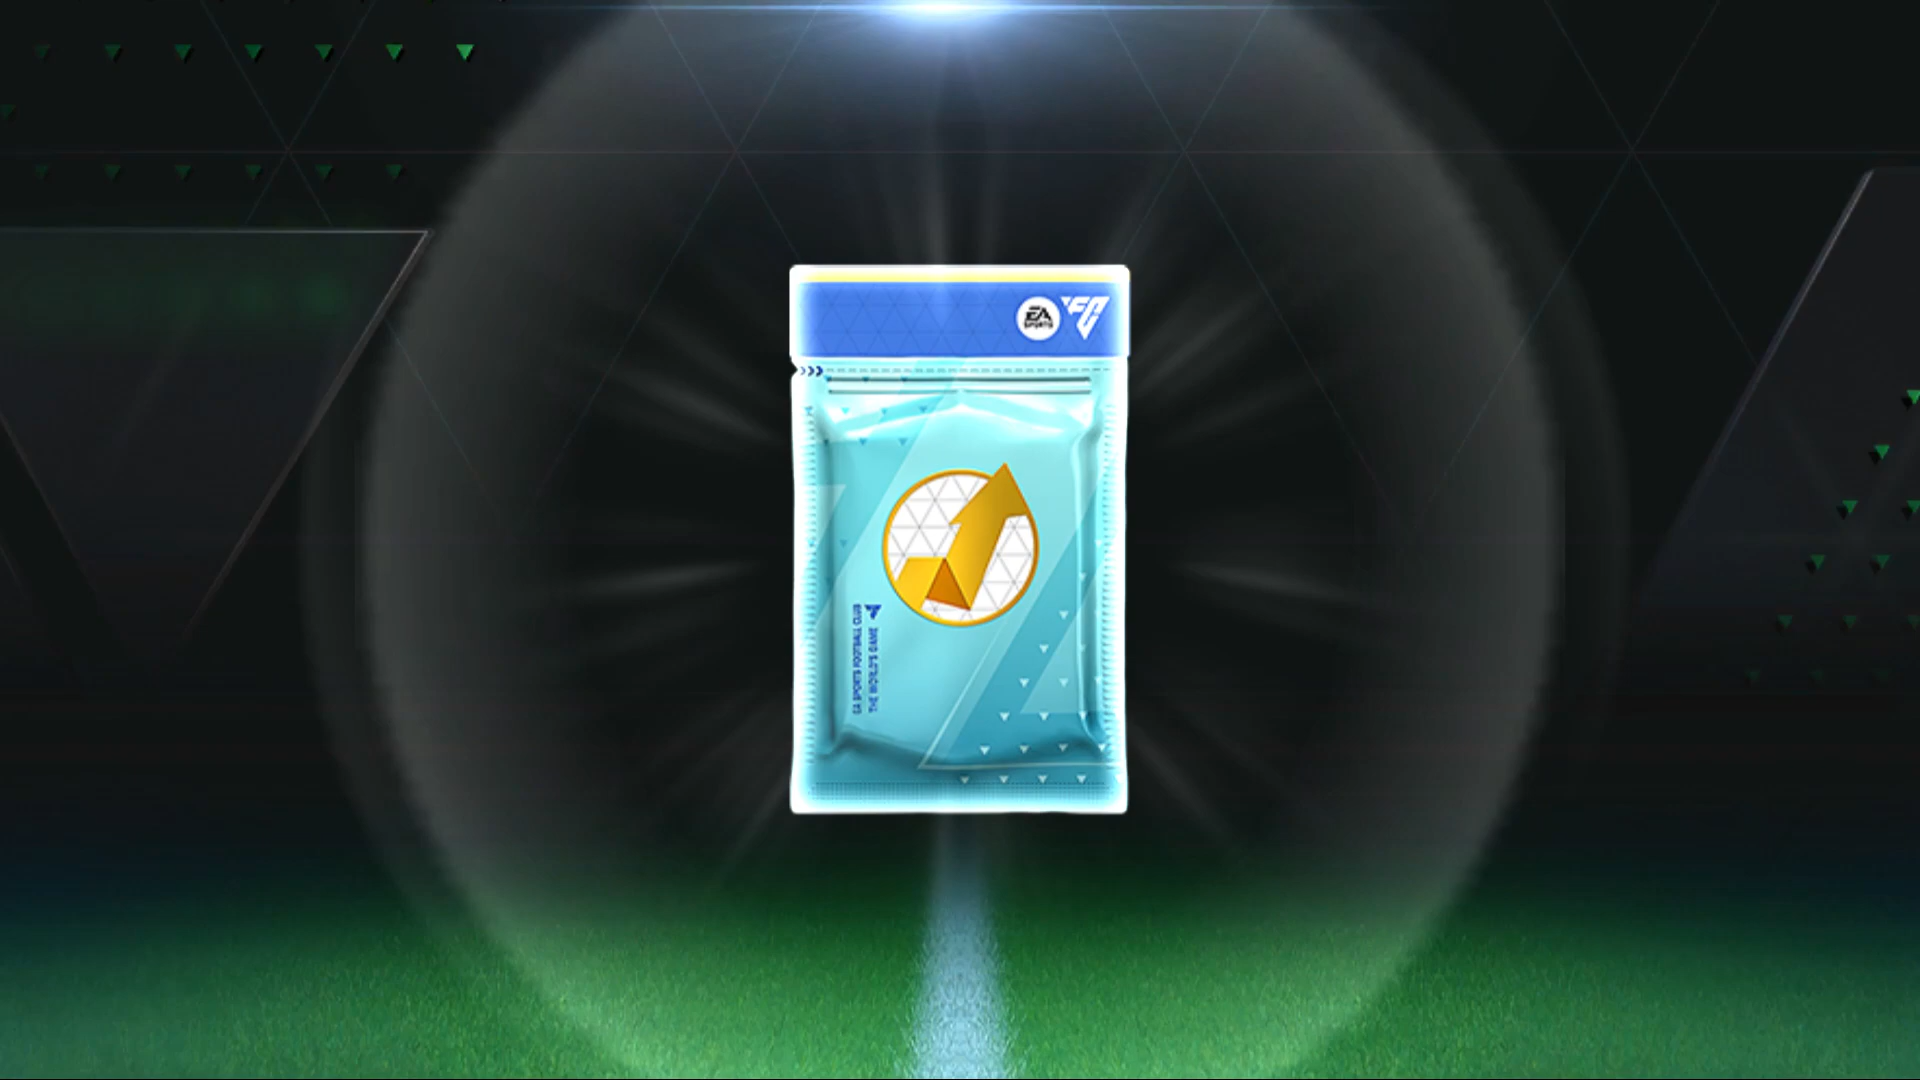 EA
SPORTS
FC
EA SPORTS FOOTBALL CLUB
THE WORLD'S GAME